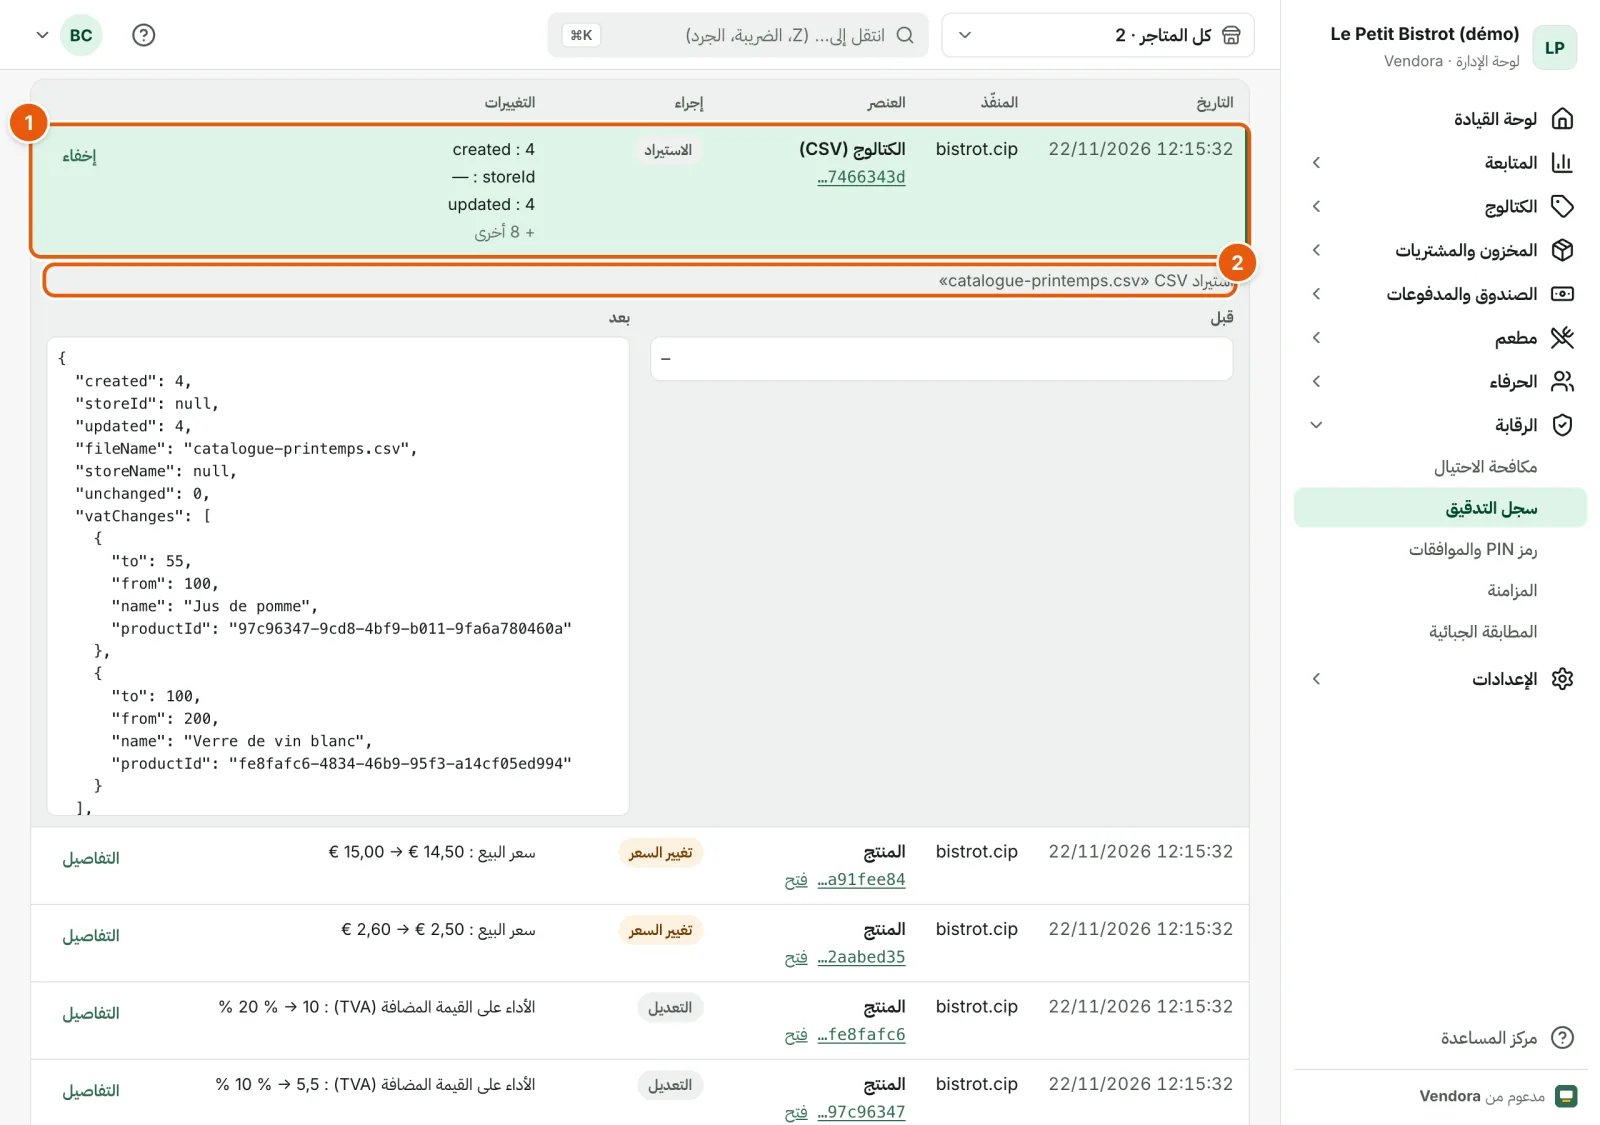 Le Petit Bistrot (démo)
لوحة الإدارة · Vendora
LP
كل المتاجر · 2
انتقل إلى... (Z، الضريبة، الجرد)
⌘K
BC
لوحة القيادة
المتابعة
الكتالوج
المخزون والمشتريات
الصندوق والمدفوعات
مطعم
الحرفاء
الرقابة
مكافحة الاحتيال
سجل التدقيق
رمز PIN والموافقات
المزامنة
المطابقة الجبائية
الإعدادات
مركز المساعدة
مدعوم من Vendora
التاريخ
المنفّذ
العنصر
إجراء
التغييرات
1
22/11/2026 12:15:32
bistrot.cip
الكتالوج (CSV)
…7466343d
الاستيراد
created : 4
— : storeId
updated : 4
+ 8 أخرى
إخفاء
2
استيراد CSV «catalogue-printemps.csv»
قبل
بعد
—
{
"created": 4,
"storeId": null,
"updated": 4,
"fileName": "catalogue-printemps.csv",
"storeName": null,
"unchanged": 0,
"vatChanges": [
{
"to": 55,
"from": 100,
"name": "Jus de pomme",
"productId": "97c96347-9cd8-4bf9-b011-9fa6a780460a"
},
{
"to": 100,
"from": 200,
"name": "Verre de vin blanc",
"productId": "fe8fafc6-4834-46b9-95f3-a14cf05ed994"
}
],
22/11/2026 12:15:32
bistrot.cip
المنتج
…a91fee84 فتح
تغيير السعر
سعر البيع : 14,50 € → 15,00 €
التفاصيل
22/11/2026 12:15:32
bistrot.cip
المنتج
…2aabed35 فتح
تغيير السعر
سعر البيع : 2,50 € → 2,60 €
التفاصيل
22/11/2026 12:15:32
bistrot.cip
المنتج
…fe8fafc6 فتح
التعديل
الأداء على القيمة المضافة (TVA) : 10 → 20 % %
التفاصيل
22/11/2026 12:15:32
bistrot.cip
المنتج
…97c96347 فتح
التعديل
الأداء على القيمة المضافة (TVA) : 5,5 → 10 % %
التفاصيل